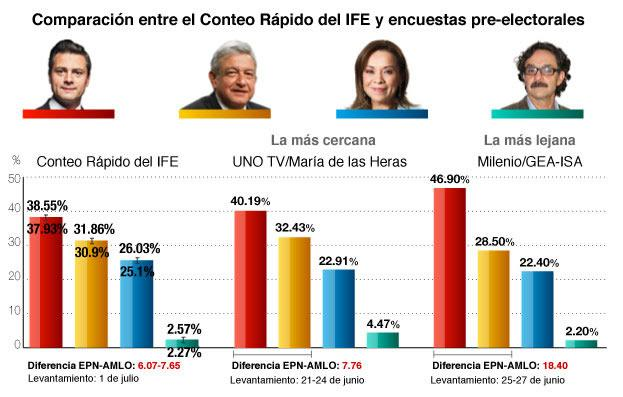 Comparación entre el Conteo Rápido del IFE y encuestas pre-electorales
La más cercana
La más lejana
%
Conteo Rápido del IFE
UNO TV/María de las Heras
Milenio/GEA-ISA
50
40
30
20
10
0
38.55%
37.93%
31.86%
30.9%
26.03%
25.1%
2.57%
2.27%
40.19%
32.43%
22.91%
4.47%
46.90%
28.50%
22.40%
2.20%
Diferencia EPN-AMLO: 6.07-7.65
Levantamiento: 1 de julio
Diferencia EPN-AMLO: 7.76
Levantamiento: 21-24 de junio
Diferencia EPN-AMLO: 18.40
Levantamiento: 25-27 de junio